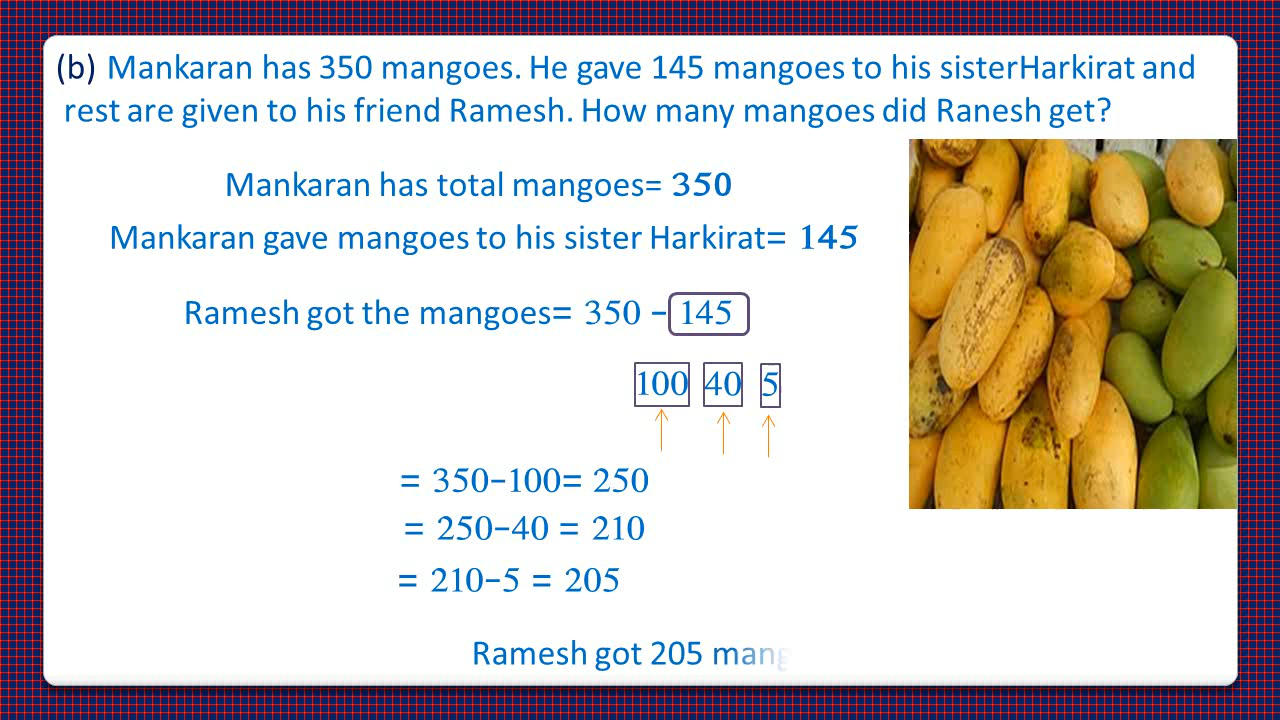 (b) Mankaran has 350 mangoes. He gave 145 mangoes to his sisterHarkirat and
rest are given to his friend Ramesh. How many mangoes did Ranesh get?
Mankaran has total mangoes= 350
Mankaran gave mangoes to his sister Harkirat= 145
Ramesh got the mangoes= 350 - 145
100 40 5
= 350-100= 250
= 250-40 = 210
= 210-5 = 205
Ramesh got 205 mang